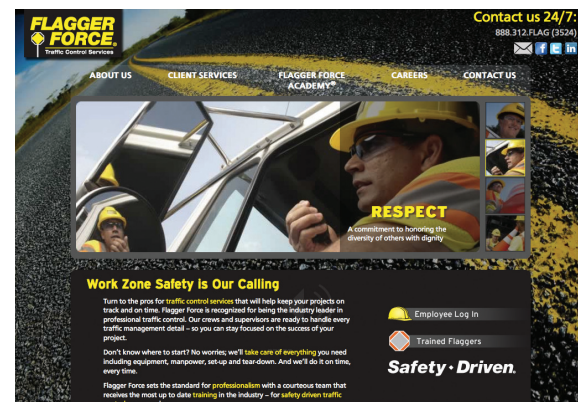 FLAGGER
FORCE.
Traffic Control Services
Contact us 24/7:
888.312.FLAG (3524)
ABOUT US
CLIENT SERVICES
FLAGGER FORCE
ACADEMY®
CAREERS
CONTACT US
RESPECT
A commitment to honoring the
diversity of others with dignity
Work Zone Safety is Our Calling
Turn to the pros for traffic control services that will help keep your projects on
track and on time. Flagger Force is recognized for being the industry leader in
professional traffic control. Our crews and supervisors are ready to handle every
traffic management detail – so you can stay focused on the success of your
project.
Don't know where to start? No worries; we'll take care of everything you need
including equipment, manpower, set-up and tear-down. And we'll do it on time,
every time.
Flagger Force sets the standard for professionalism with a courteous team that
receives the most up to date training in the industry – for safety driven traffic
Employee Log In
Trained Flaggers
Safety · Driven.